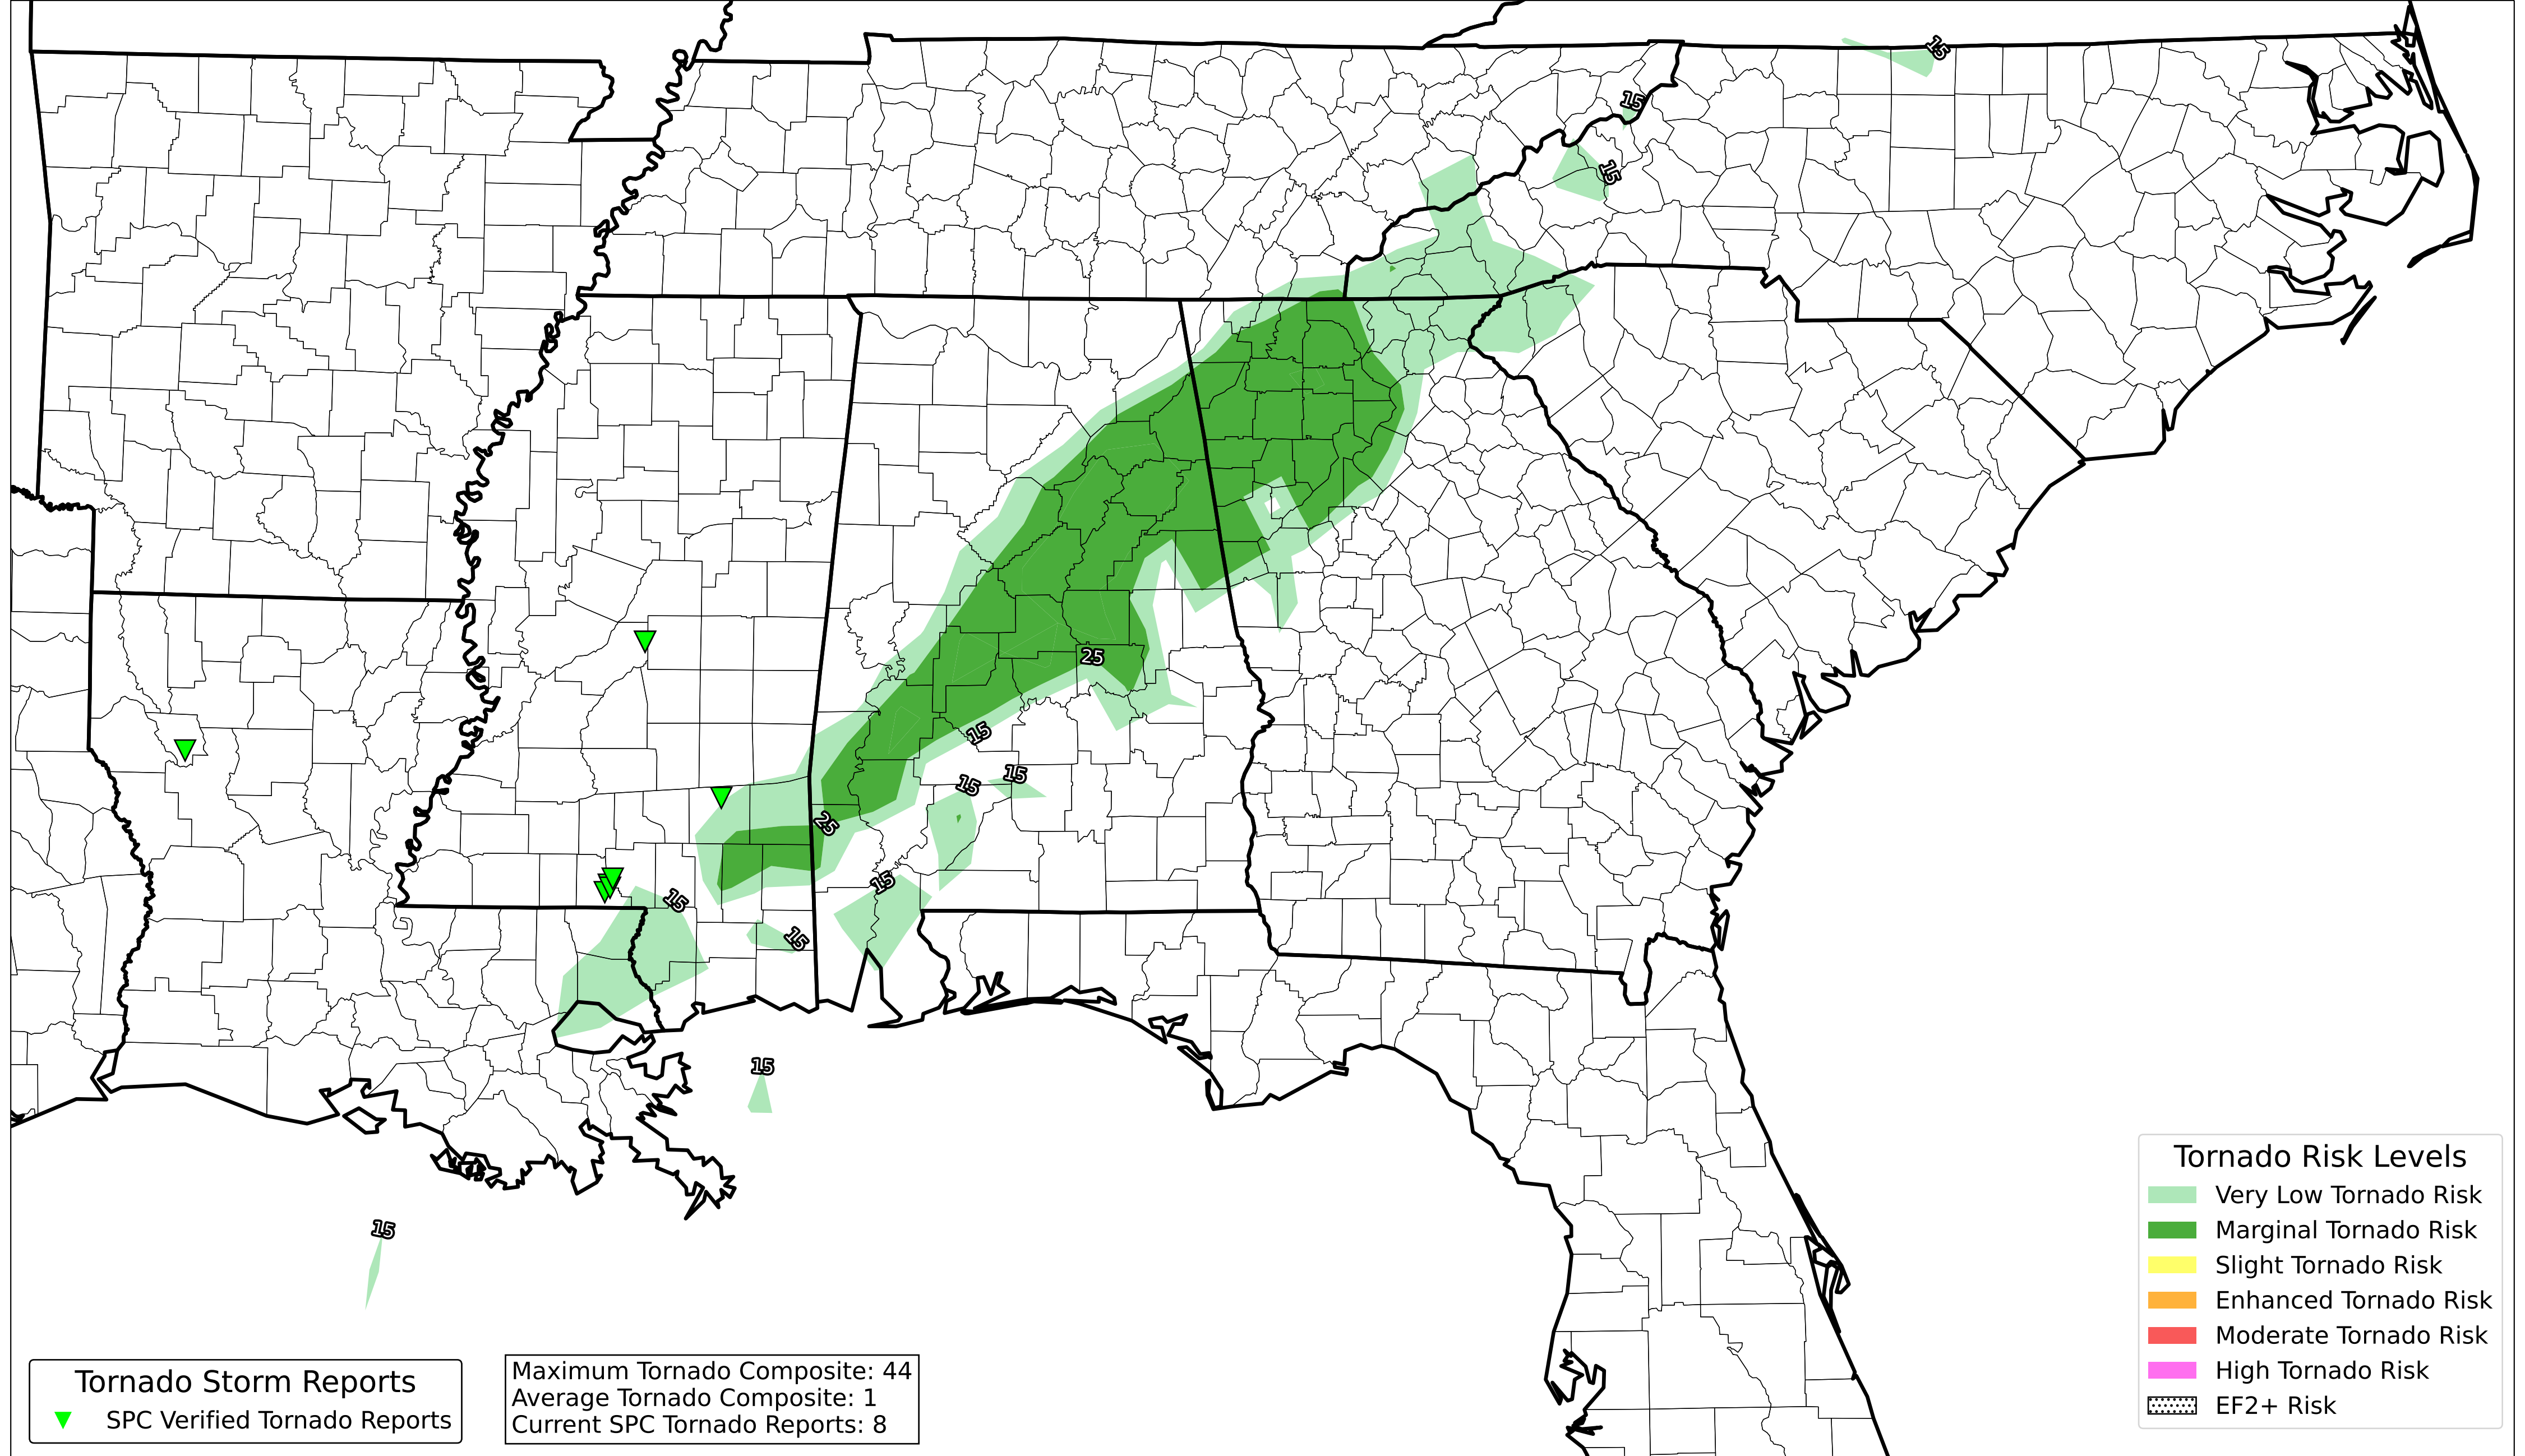 15
15
15
25
15
15
15
25
15
15
15
15
15
Tornado Risk Levels
Very Low Tornado Risk
Marginal Tornado Risk
Slight Tornado Risk
Enhanced Tornado Risk
Moderate Tornado Risk
High Tornado Risk
EF2+ Risk
Tornado Storm Reports
SPC Verified Tornado Reports
Maximum Tornado Composite: 44
Average Tornado Composite: 1
Current SPC Tornado Reports: 8